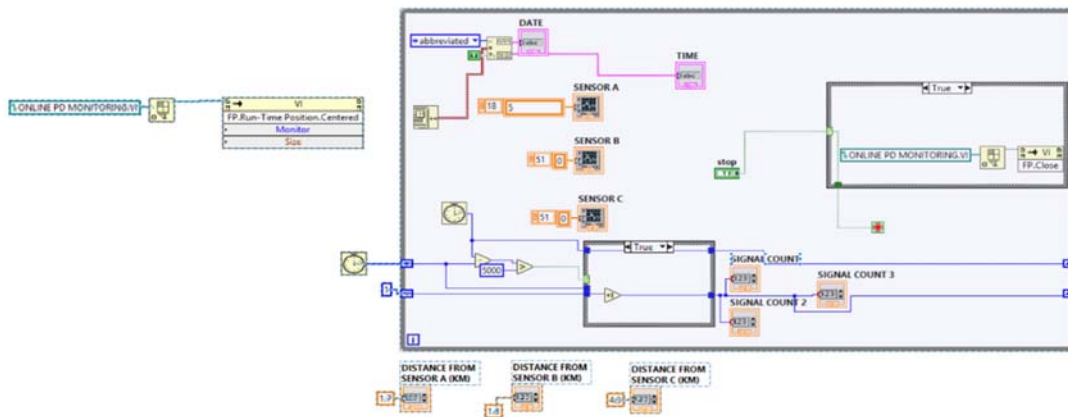 DATE
abbreviated
TIME
SENSOR A
18
5
ONLINE PD MONITORING.VI
VI
FP.Run-Time Position.Centered
Monitor
Size
True
SENSOR B
51
0
ONLINE PD MONITORING.VI
VI
FP.Close
stop
SENSOR C
51
0
True
SIGNAL COUNT
5000
SIGNAL COUNT 3
SIGNAL COUNT 2
i
DISTANCE FROM
SENSOR A (KM)
DISTANCE FROM
SENSOR B (KM)
DISTANCE FROM
SENSOR C (KM)